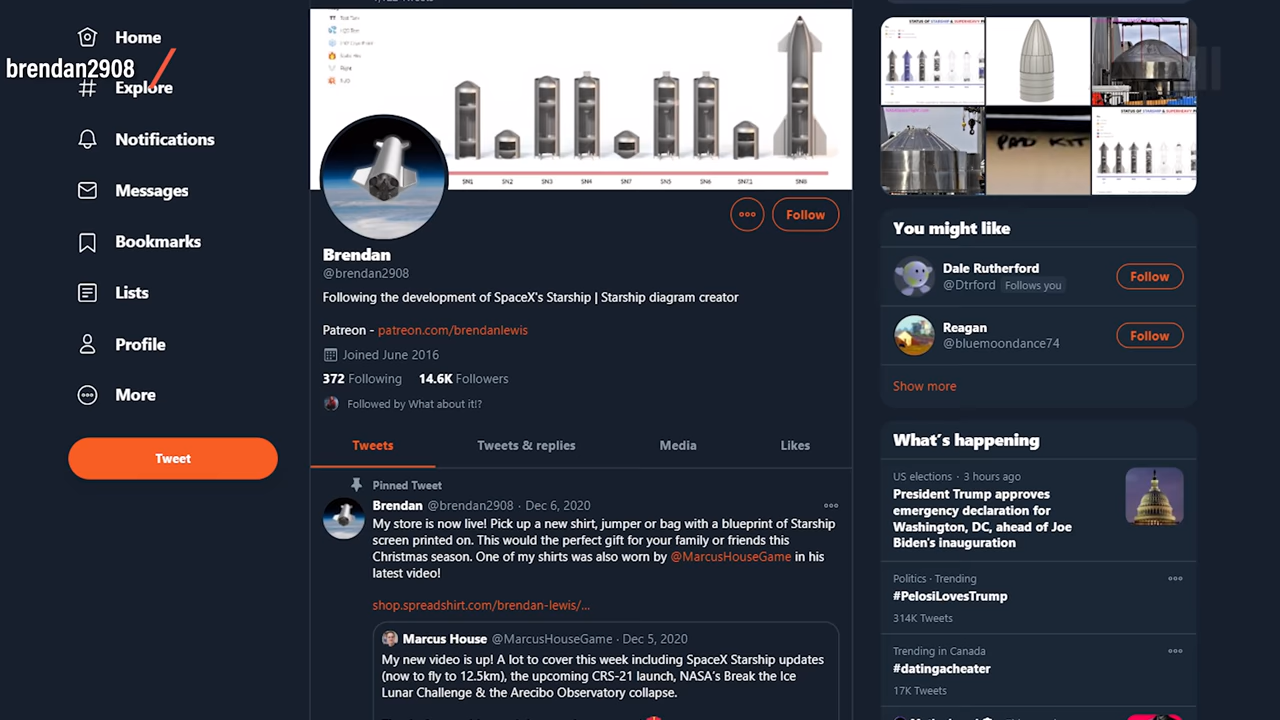 Home
brendan2908
Explore
Notifications
Messages
Bookmarks
Lists
Profile
More
Tweet
Test Tank
Flight
SN1 SN2 SN3 SN4 SN7 SN5 SN6 SN7.1 SN8
Follow
Brendan
@brendan2908
Following the development of SpaceX's Starship | Starship diagram creator
Patreon - patreon.com/brendanlewis
Joined June 2016
372 Following 14.6K Followers
Followed by What about it!?
Tweets Tweets & replies Media Likes
Pinned Tweet
Brendan @brendan2908 · Dec 6, 2020
My store is now live! Pick up a new shirt, jumper or bag with a blueprint of Starship
screen printed on. This would the perfect gift for your family or friends this
Christmas season. One of my shirts was also worn by @MarcusHouseGame in his
latest video!
shop.spreadshirt.com/brendan-lewis/...
Marcus House @MarcusHouseGame · Dec 5, 2020
My new video is up! A lot to cover this week including SpaceX Starship updates
(now to fly to 12.5km), the upcoming CRS-21 launch, NASA's Break the Ice
Lunar Challenge & the Arecibo Observatory collapse.
PAD KIT
You might like
Dale Rutherford
@Dtrford Follows you
Follow
Reagan
@bluemoondance74
Follow
Show more
What's happening
US elections · 3 hours ago
President Trump approves
emergency declaration for
Washington, DC, ahead of Joe
Biden's inauguration
Politics · Trending
#PelosiLovesTrump
314K Tweets
Trending in Canada
#datingacheater
17K Tweets